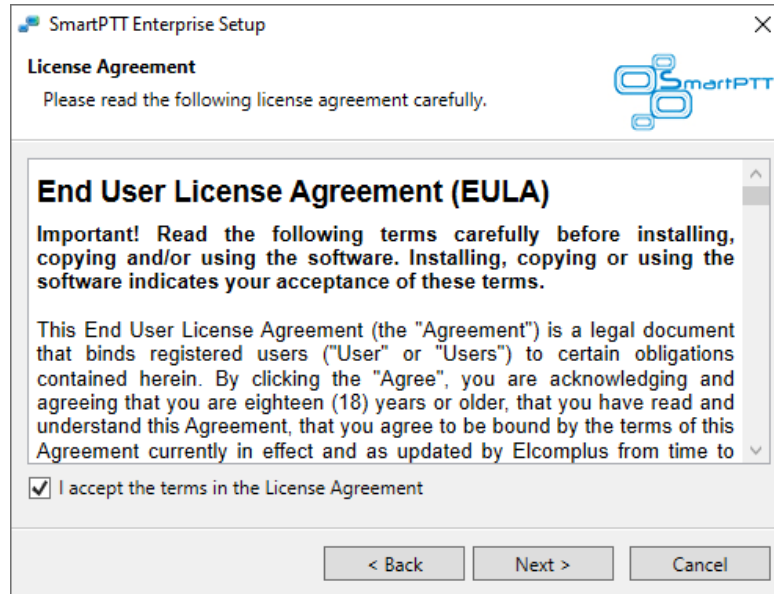 SmartPTT Enterprise Setup
License Agreement
Please read the following license agreement carefully.
SmartPTT
End User License Agreement (EULA)
Important! Read the following terms carefully before installing,
copying and/or using the software. Installing, copying or using the
software indicates your acceptance of these terms.
This End User License Agreement (the "Agreement") is a legal document
that binds registered users ("User" or "Users") to certain obligations
contained herein. By clicking the "Agree", you are acknowledging and
agreeing that you are eighteen (18) years or older, that you have read and
understand this Agreement, that you agree to be bound by the terms of this
Agreement currently in effect and as updated by Elcomplus from time to
I accept the terms in the License Agreement
< Back Next > Cancel